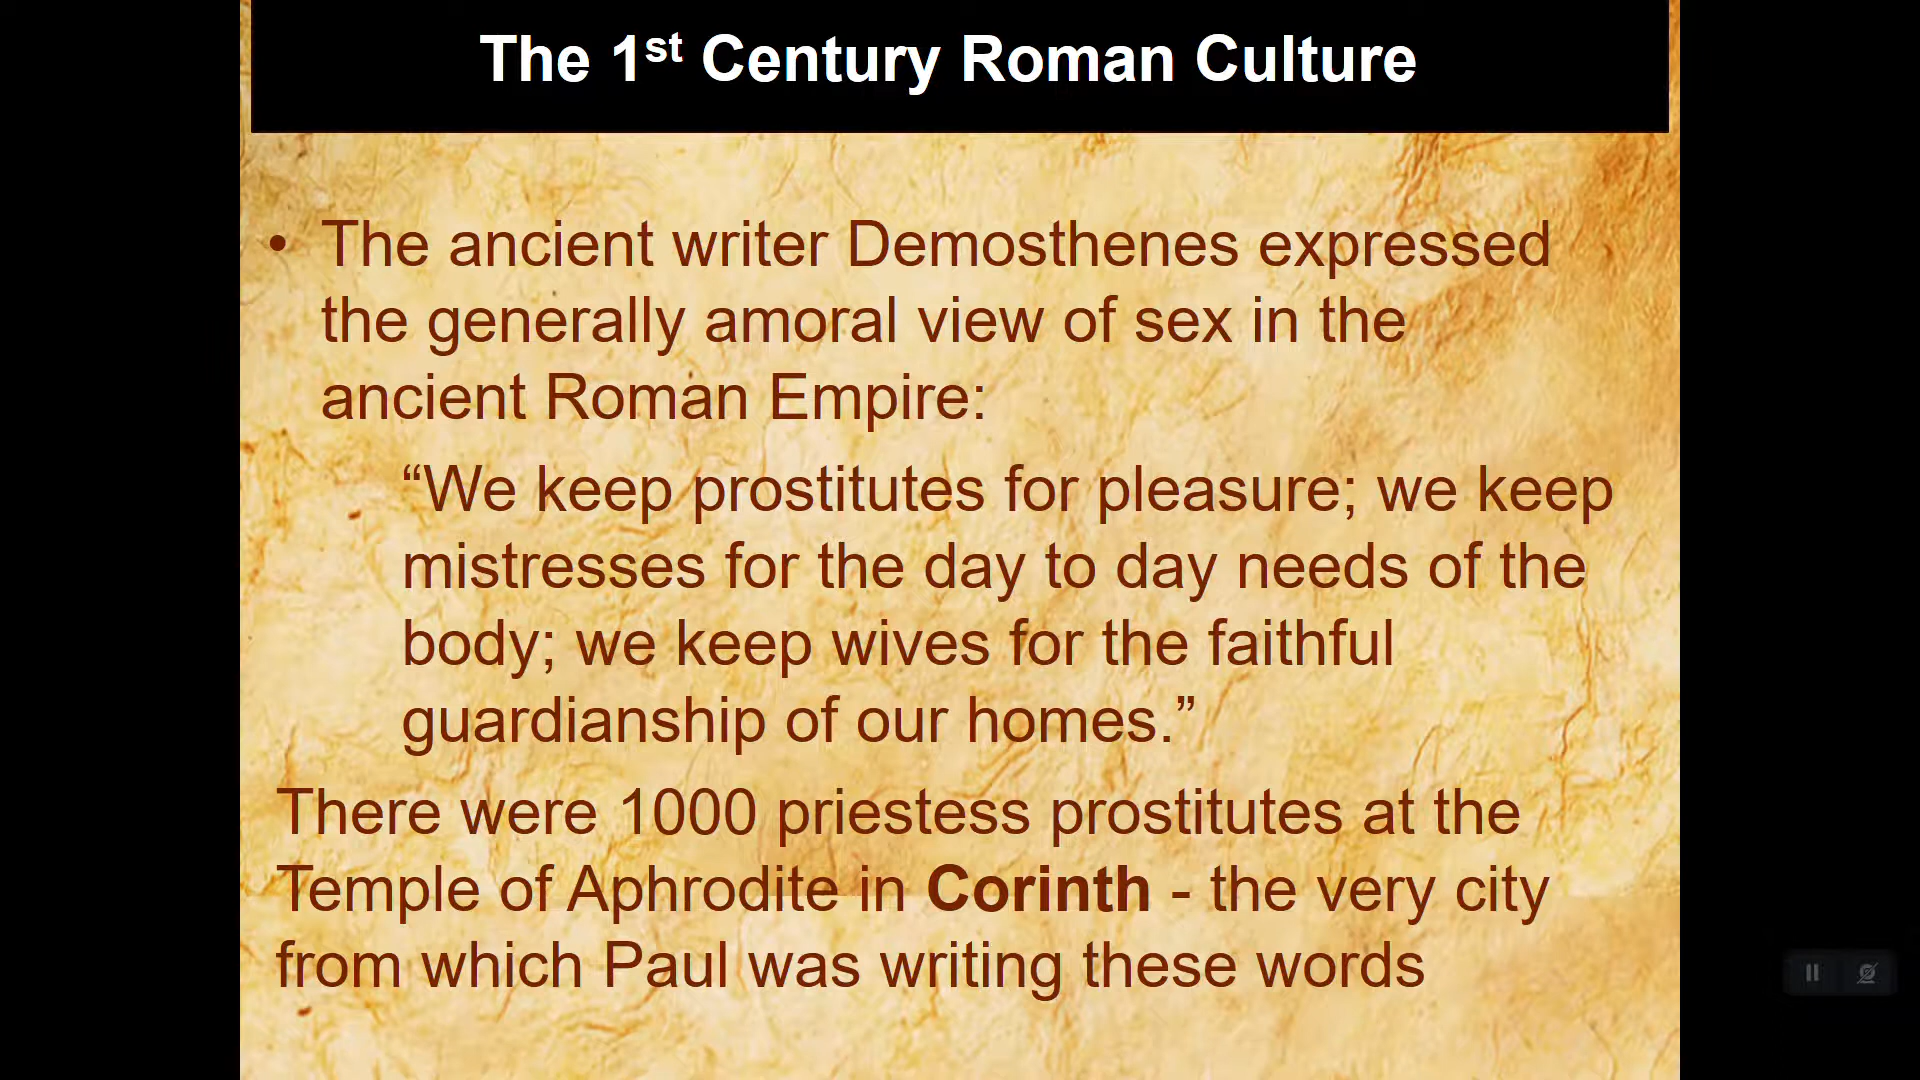 The 1st Century Roman Culture
• The ancient writer Demosthenes expressed
the generally amoral view of sex in the
ancient Roman Empire:
“We keep prostitutes for pleasure; we keep
mistresses for the day to day needs of the
body; we keep wives for the faithful
guardianship of our homes.”
There were 1000 priestess prostitutes at the
Temple of Aphrodite in Corinth - the very city
from which Paul was writing these words